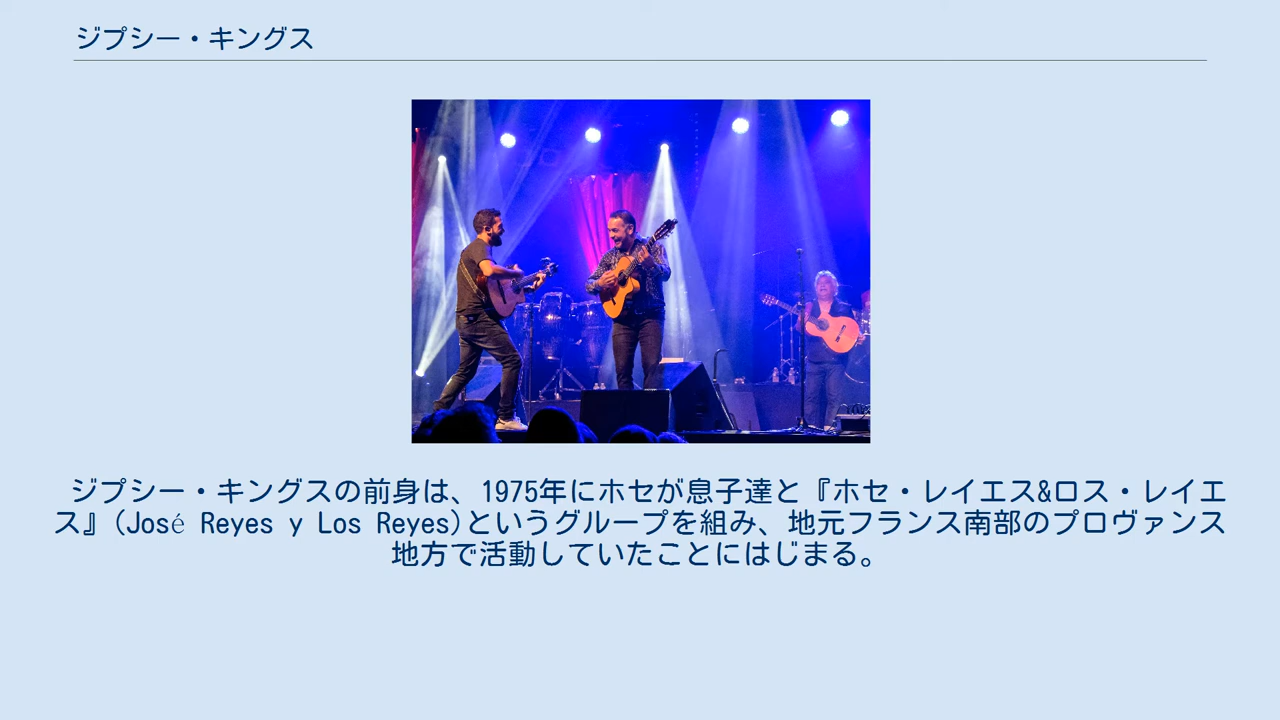 ジプシー・キングス
ジプシー・キングスの前身は、1975年にホセが息子達と『ホセ・レイエス&ロス・レイエ
ス』(José Reyes y Los Reyes)というグループを組み、地元フランス南部のプロヴァンス
地方で活動していたことにはじまる。